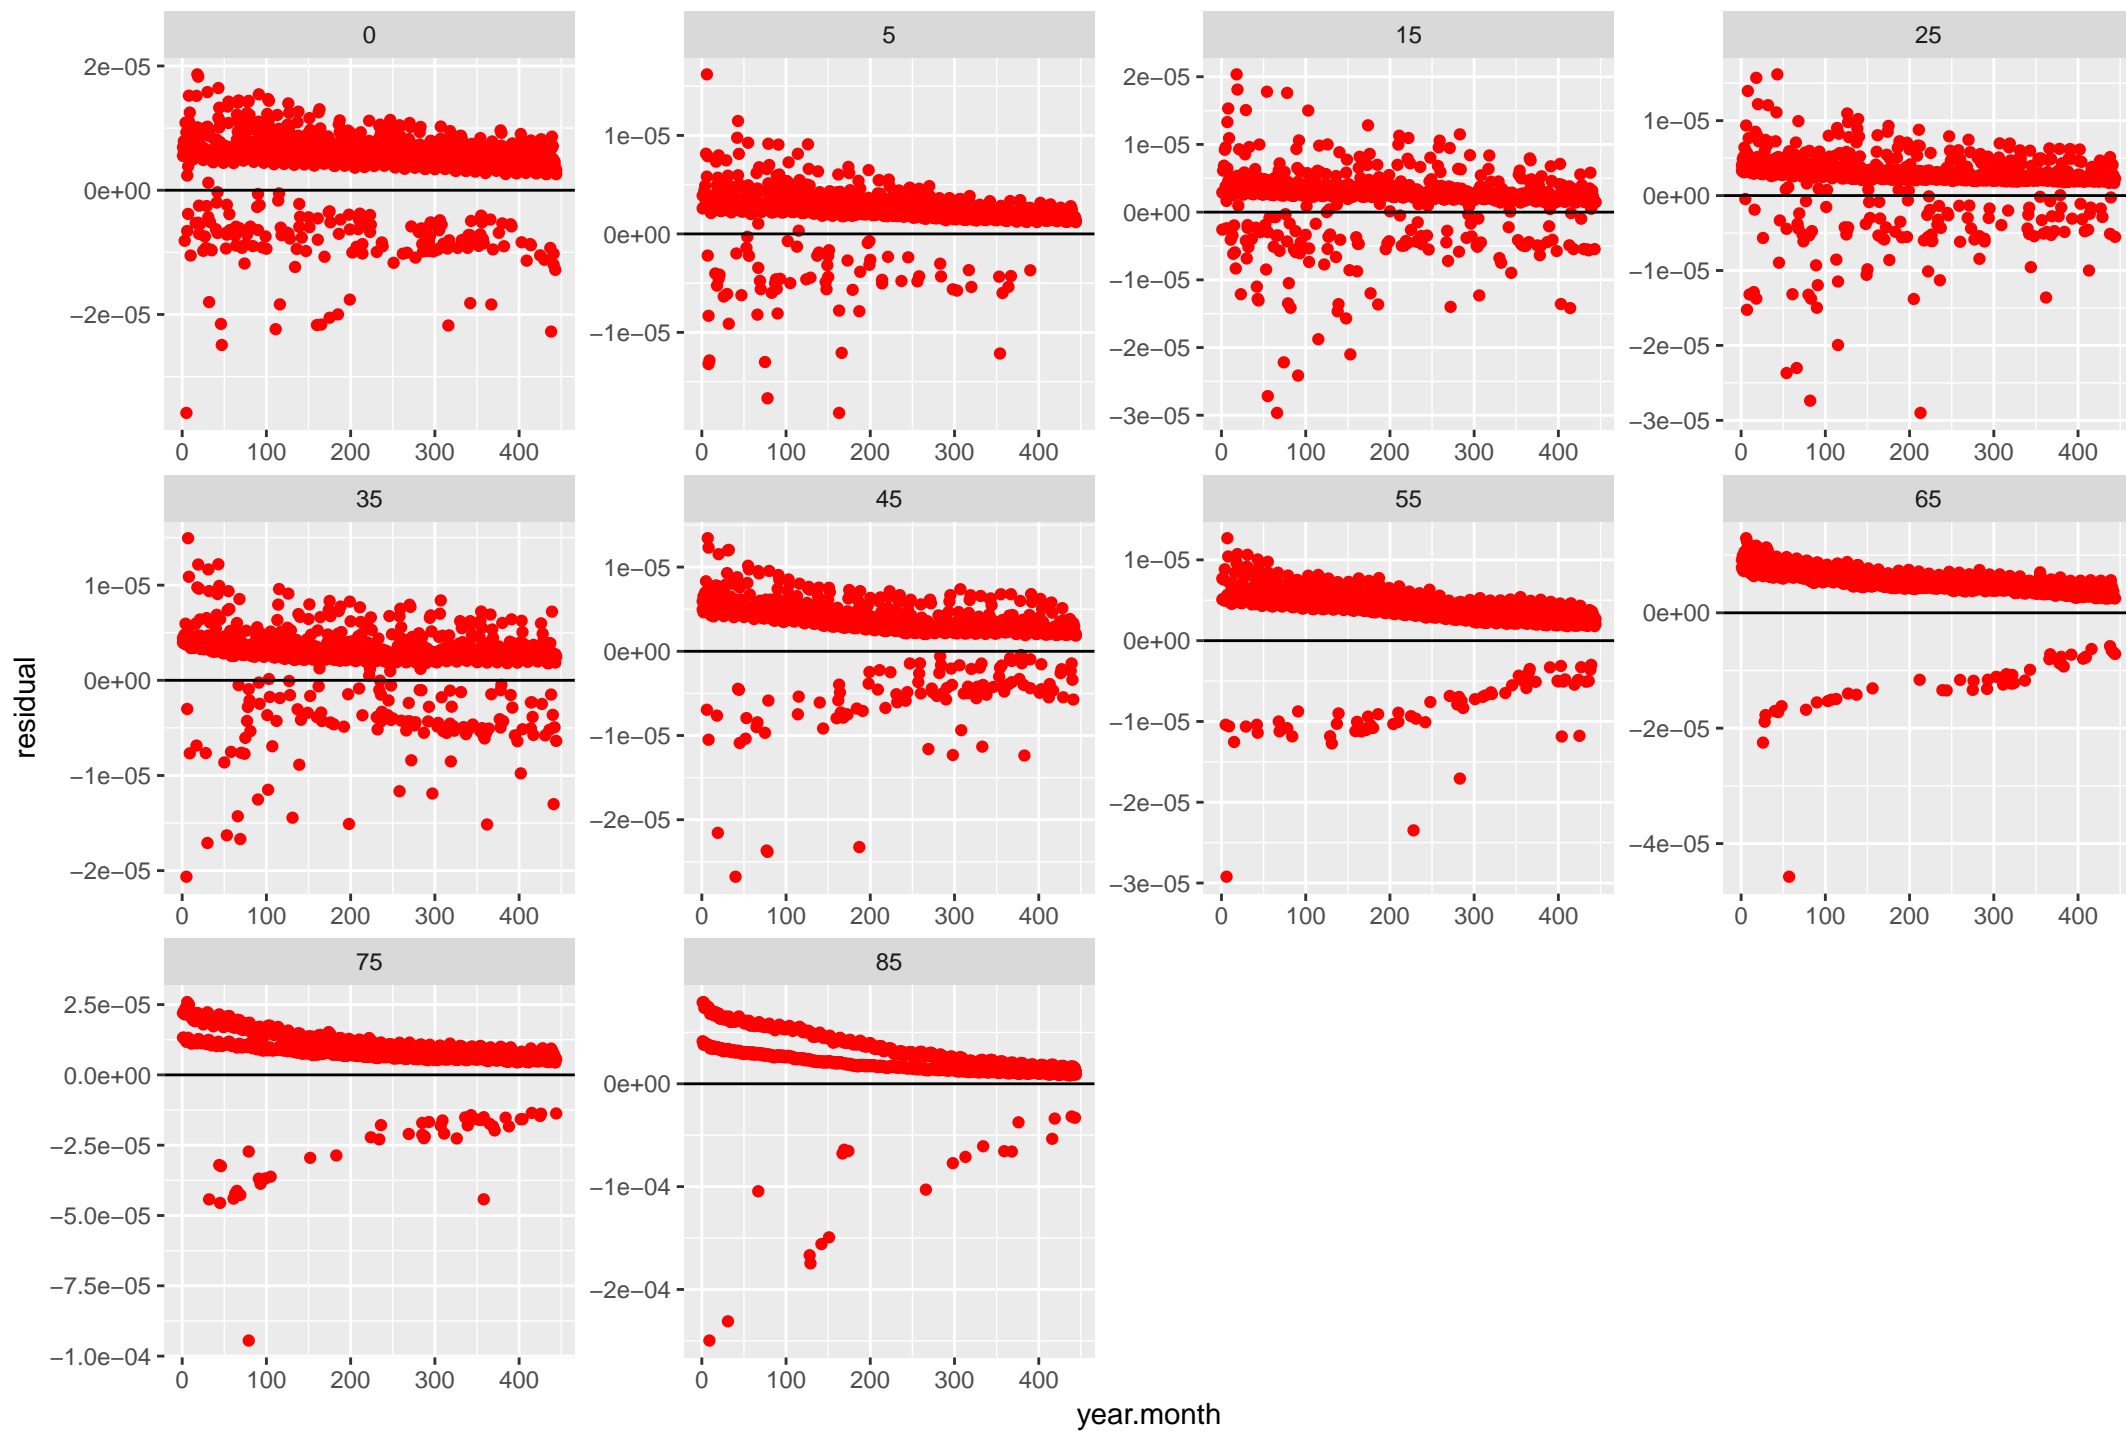 0 5 15 25
2e−05
0e+00
−2e−05
1e−05
0e+00
−1e−05
2e−05
1e−05
0e+00
−1e−05
−2e−05
−3e−05
1e−05
0e+00
−1e−05
−2e−05
−3e−05
0 100 200 300 400 0 100 200 300 400 0 100 200 300 400 0 100 200 300 400
35 45 55 65
1e−05
0e+00
−1e−05
−2e−05
1e−05
0e+00
−1e−05
−2e−05
1e−05
0e+00
−1e−05
−2e−05
−3e−05
0e+00
−2e−05
−4e−05
0 100 200 300 400 0 100 200 300 400 0 100 200 300 400 0 100 200 300 400
75 85
2.5e−05
0.0e+00
−2.5e−05
−5.0e−05
−7.5e−05
−1.0e−04
0e+00
−1e−04
−2e−04
0 100 200 300 400 0 100 200 300 400
residual
year.month